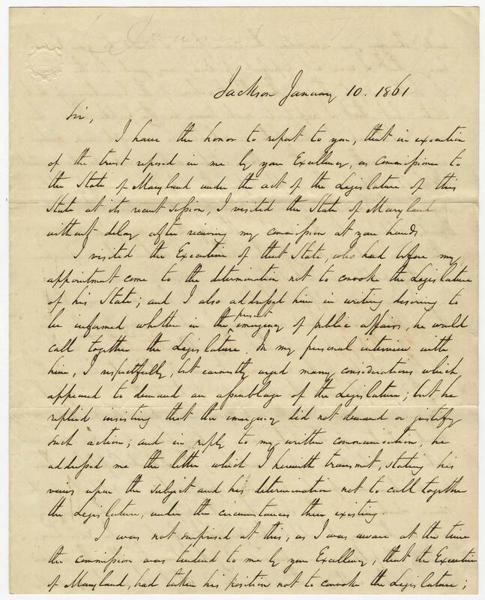 Jackson January 10. 1861
Sir,
I have the honor to report to you, that in execution
of the trust reposed in me by your Excellency, as Commissioner to
the State of Maryland under the act of the Legislature of this
State at its recent session, I visited the State of Maryland
without delay after receiving my commission at your hands
I visited the Executive of that State, who had before my
appointment come to the determination not to convoke the Legislature
of his State; and I also addressed him in writing desiring to
be informed whether in the present emergency of public affairs, he would
call together the Legislature. In my personal interview with
him, I respectfully, but earnestly urged many considerations which
appeared to demand an assemblage of the Legislature; but he
replied insisting that the emergency did not demand or justify
such action; and in reply to my written communication, he
addressed me the letter which I herewith transmit, stating his
views upon the subject and his determination not to call together
the Legislature, under the circumstances then existing.
I was not surprised at this, as I was aware at the time
the commission was tendered to me by your Excellency, that the Executive
of Maryland, had taken his position not to convoke the Legislature;